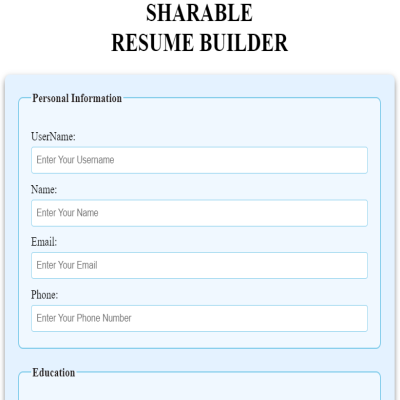 SHARABLE
RESUME BUILDER
Personal Information
UserName:
Enter Your Username
Name:
Enter Your Name
Email:
Enter Your Email
Phone:
Enter Your Phone Number
Education